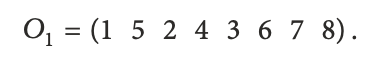 O₁ = (1 5 2 4 3 6 7 8).